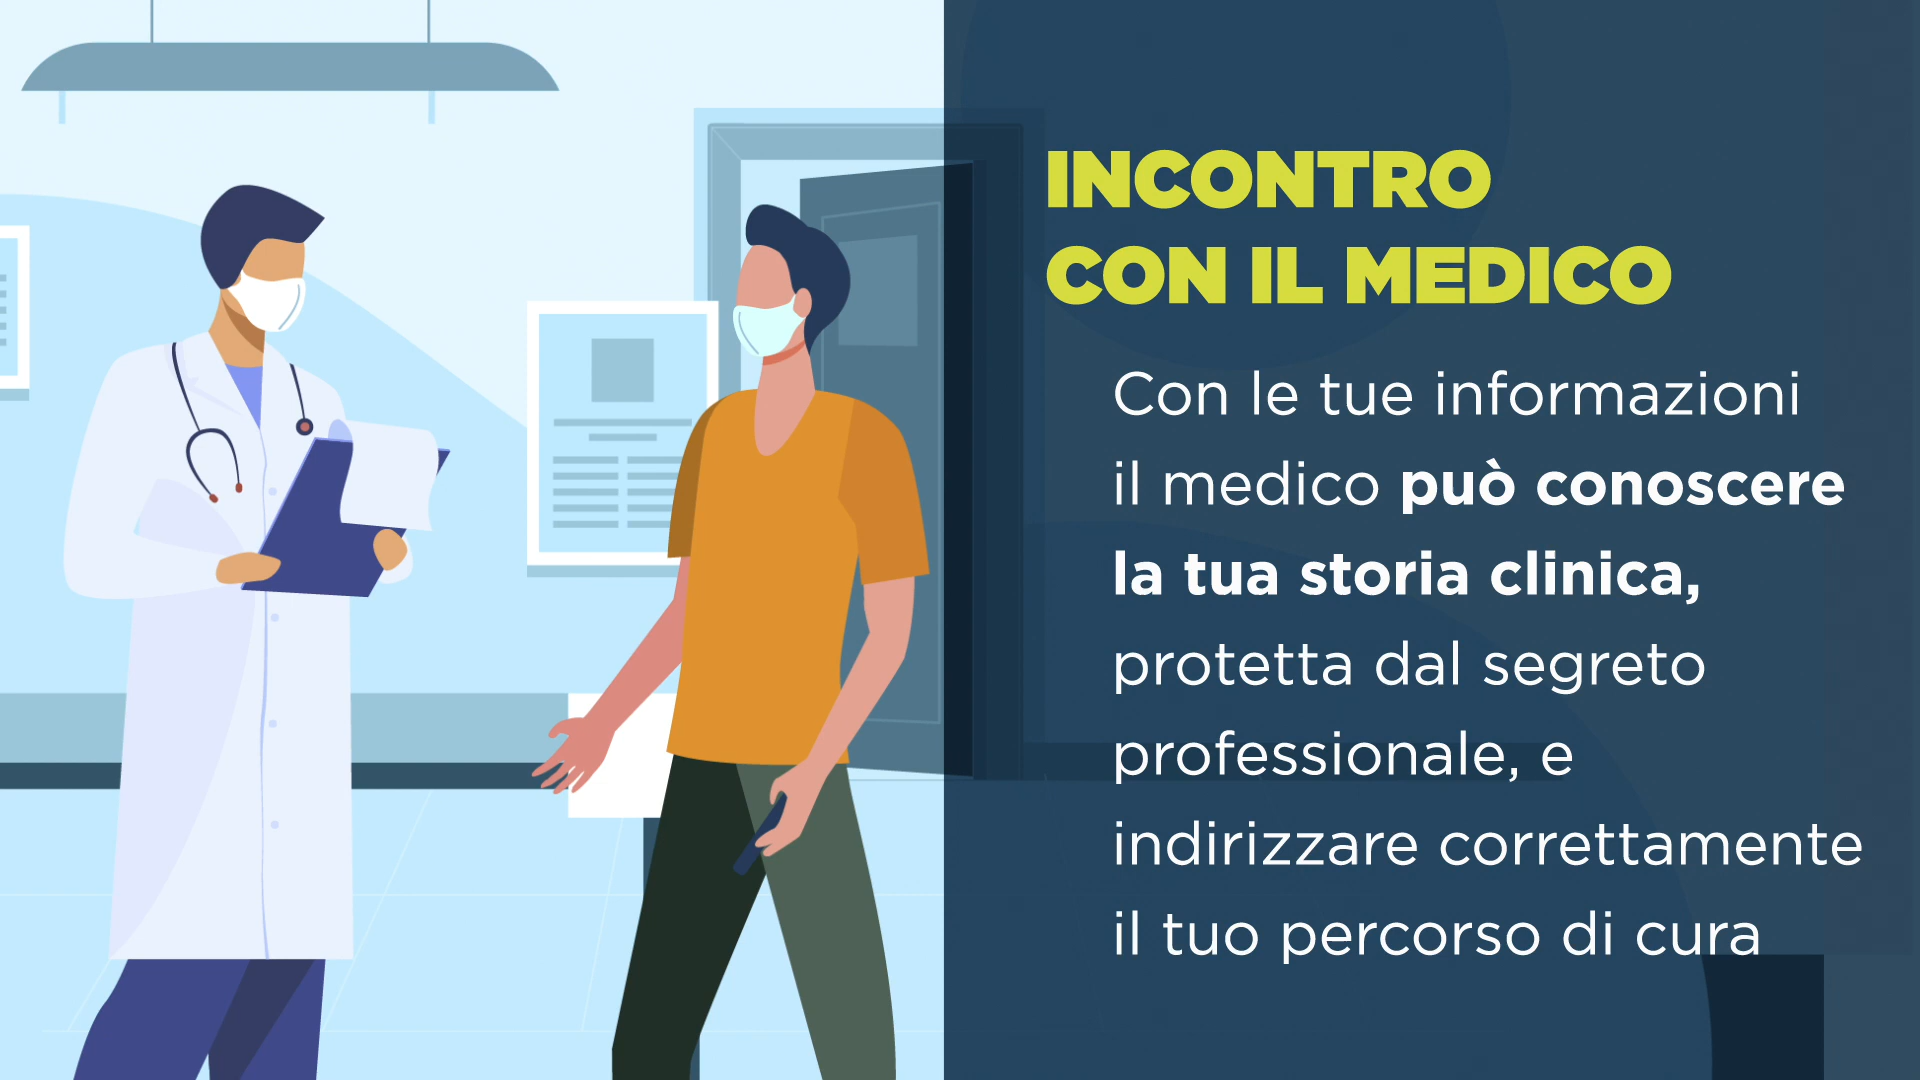 INCONTRO
CON IL MEDICO
Con le tue informazioni
il medico può conoscere
la tua storia clinica,
protetta dal segreto
professionale, e
indirizzare correttamente
il tuo percorso di cura